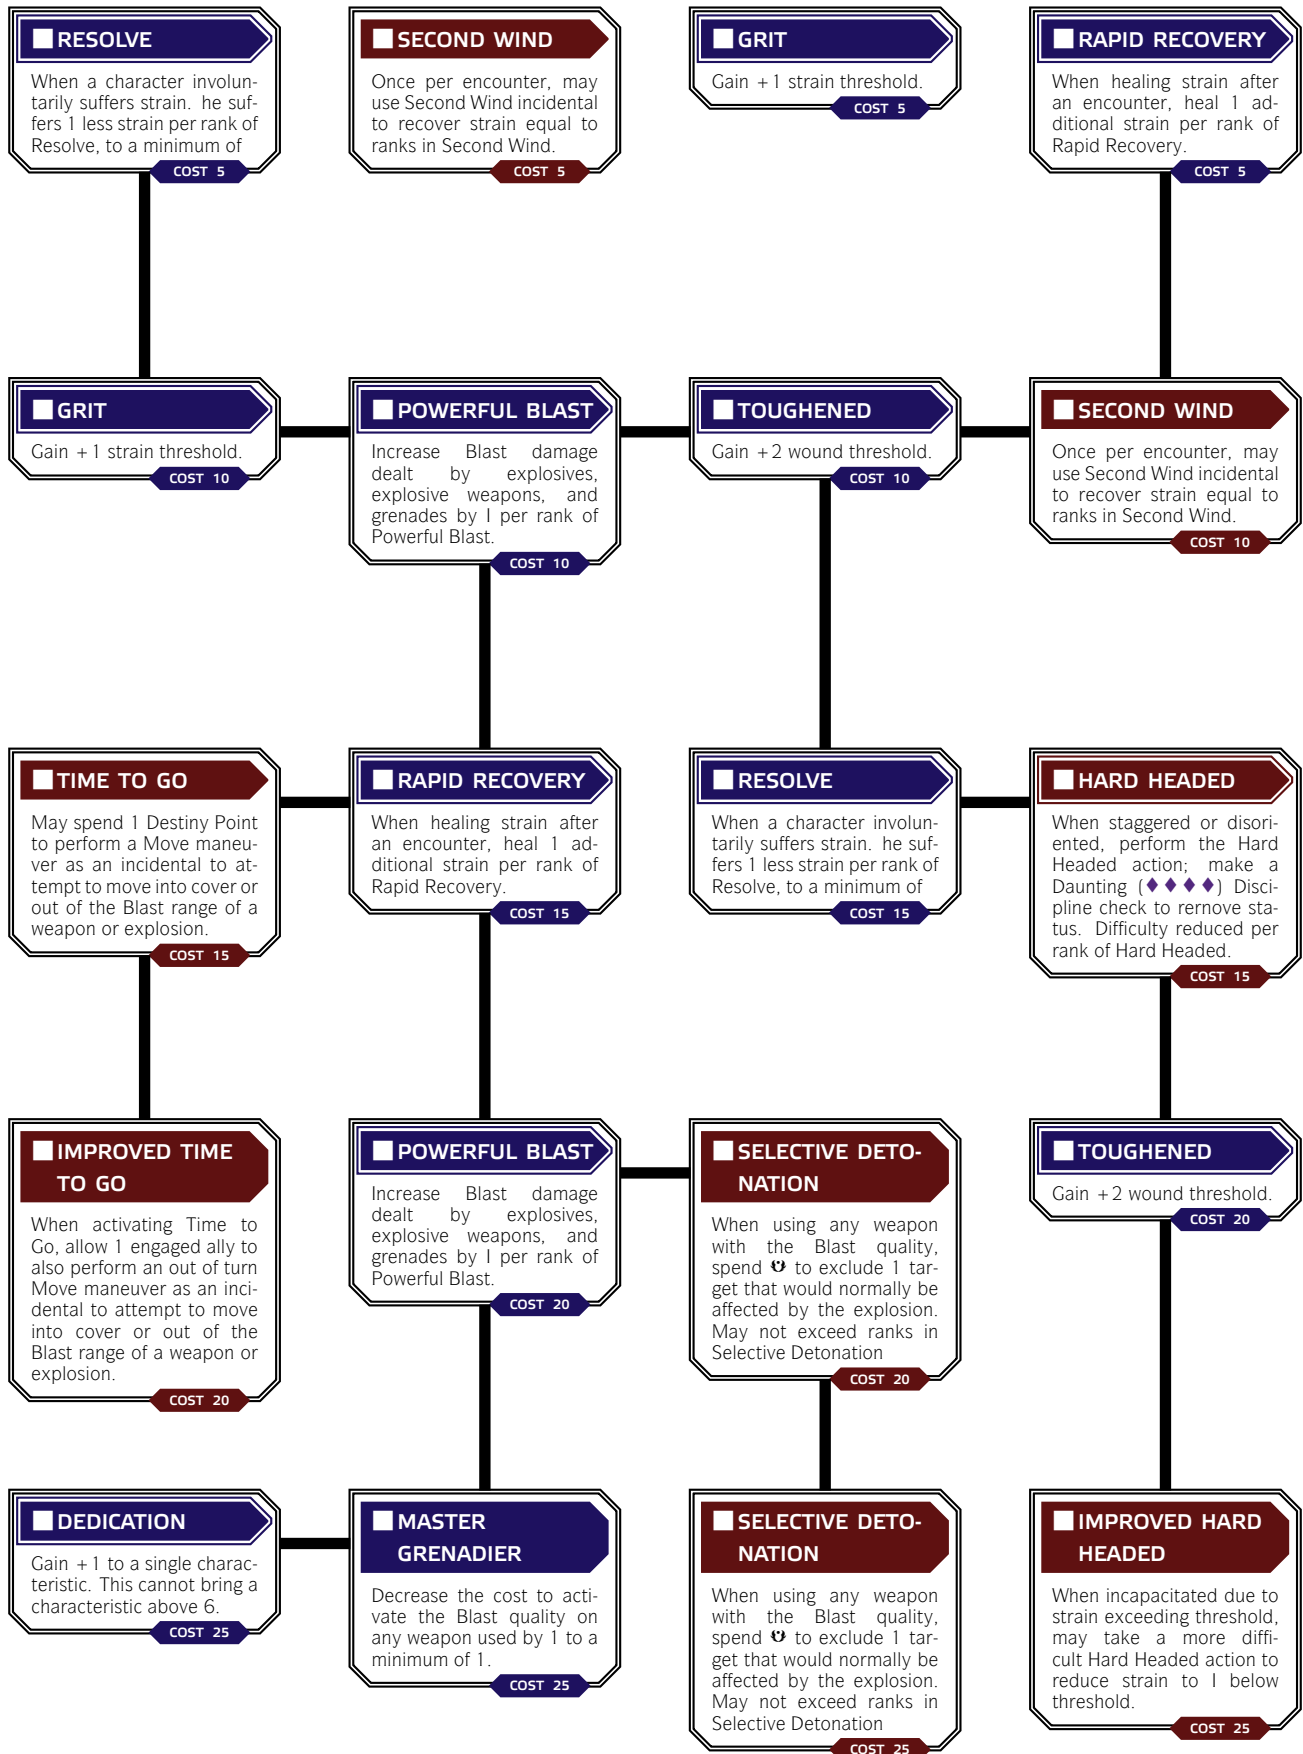 RESOLVE
When a character involun-
tarily suffers strain. he suf-
fers 1 less strain per rank of
Resolve, to a minimum of
COST 5
SECOND WIND
Once per encounter, may
use Second Wind incidental
to recover strain equal to
ranks in Second Wind.
COST 5
GRIT
Gain +1 strain threshold.
COST 5
RAPID RECOVERY
When healing strain after
an encounter, heal 1 ad-
ditional strain per rank of
Rapid Recovery.
COST 5
GRIT
Gain +1 strain threshold.
COST 10
POWERFUL BLAST
Increase Blast damage
dealt by explosives,
explosive weapons, and
grenades by I per rank of
Powerful Blast.
COST 10
TOUGHENED
Gain +2 wound threshold.
COST 10
SECOND WIND
Once per encounter, may
use Second Wind incidental
to recover strain equal to
ranks in Second Wind.
COST 10
TIME TO GO
May spend 1 Destiny Point
to perform a Move maneu-
ver as an incidental to at-
tempt to move into cover or
out of the Blast range of a
weapon or explosion.
COST 15
RAPID RECOVERY
When healing strain after
an encounter, heal 1 ad-
ditional strain per rank of
Rapid Recovery.
COST 15
RESOLVE
When a character involun-
tarily suffers strain. he suf-
fers 1 less strain per rank of
Resolve, to a minimum of
COST 15
HARD HEADED
When staggered or disori-
ented, perform the Hard
Headed action; make a
Daunting (♦♦♦♦) Disci-
pline check to rernove sta-
tus. Difficulty reduced per
rank of Hard Headed.
COST 15
IMPROVED TIME
TO GO
When activating Time to
Go, allow 1 engaged ally to
also perform an out of turn
Move maneuver as an inci-
dental to attempt to move
into cover or out of the
Blast range of a weapon or
explosion.
COST 20
POWERFUL BLAST
Increase Blast damage
dealt by explosives,
explosive weapons, and
grenades by I per rank of
Powerful Blast.
COST 20
SELECTIVE DETO-
NATION
When using any weapon
with the Blast quality,
spend to exclude 1 tar-
get that would normally be
affected by the explosion.
May not exceed ranks in
Selective Detonation
COST 20
TOUGHENED
Gain +2 wound threshold.
COST 20
DEDICATION
Gain +1 to a single charac-
teristic. This cannot bring a
characteristic above 6.
COST 25
MASTER
GRENADIER
Decrease the cost to acti-
vate the Blast quality on
any weapon used by 1 to a
minimum of 1.
COST 25
SELECTIVE DETO-
NATION
When using any weapon
with the Blast quality,
spend to exclude 1 tar-
get that would normally be
affected by the explosion.
May not exceed ranks in
Selective Detonation
COST 25
IMPROVED HARD
HEADED
When incapacitated due to
strain exceeding threshold,
may take a more diffi-
cult Hard Headed action to
reduce strain to I below
threshold.
COST 25